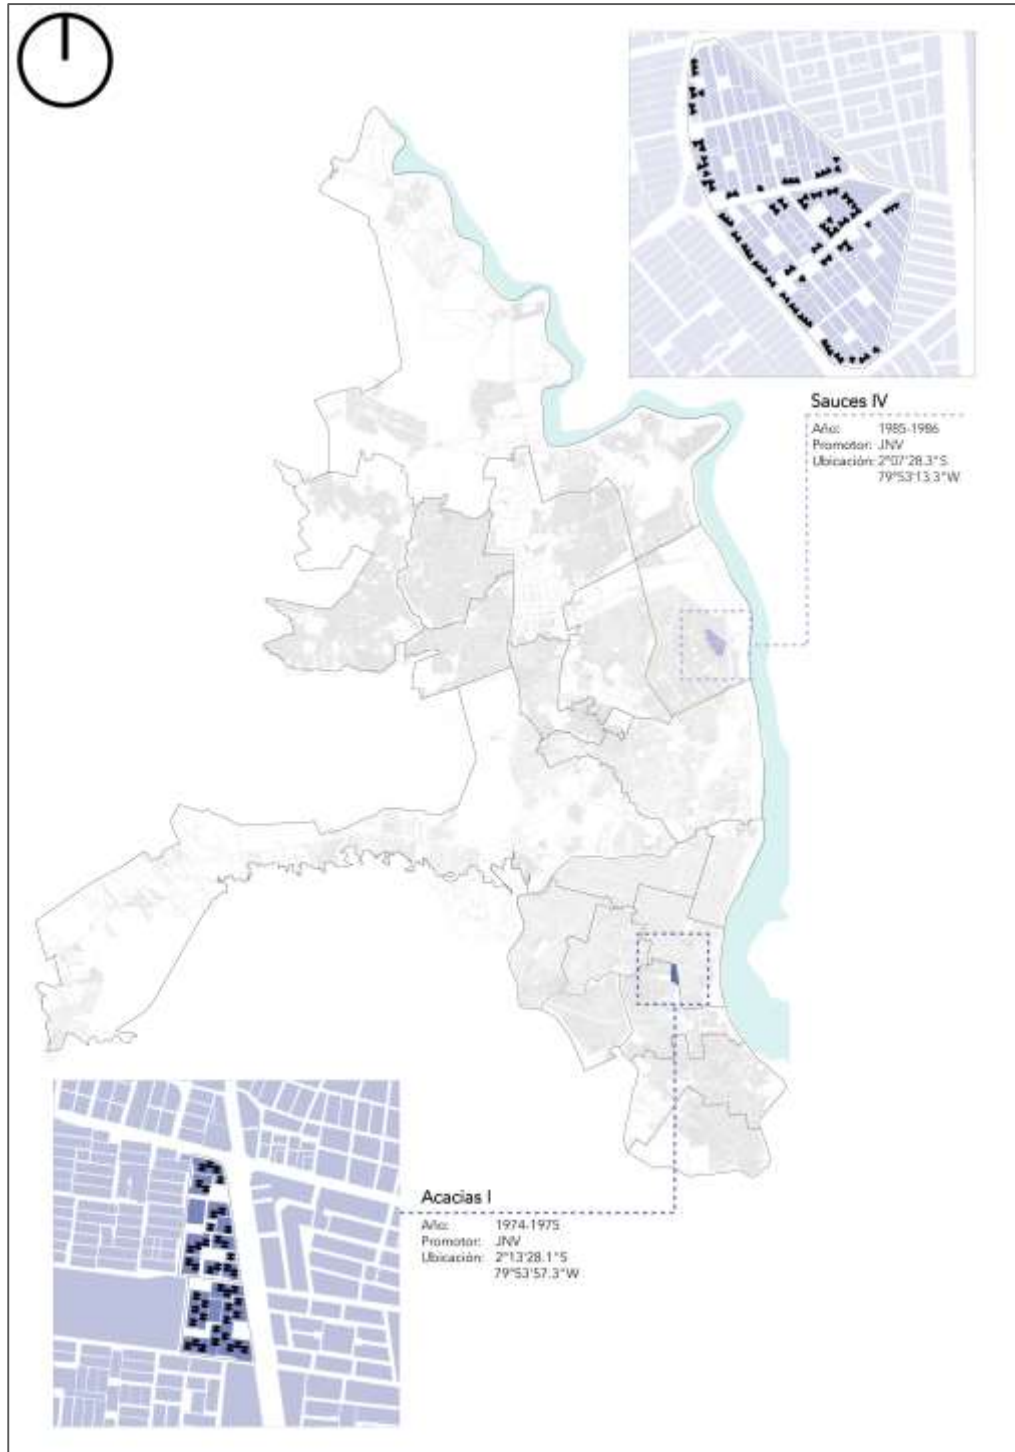 Sauces IV
Año: 1985-1986
Promotor: JNV
Ubicación: 2°07'28.3"S
79°53'13.3"W
Acacias I
Año: 1974-1975
Promotor: JNV
Ubicación: 2°13'28.1"S
79°53'57.3"W